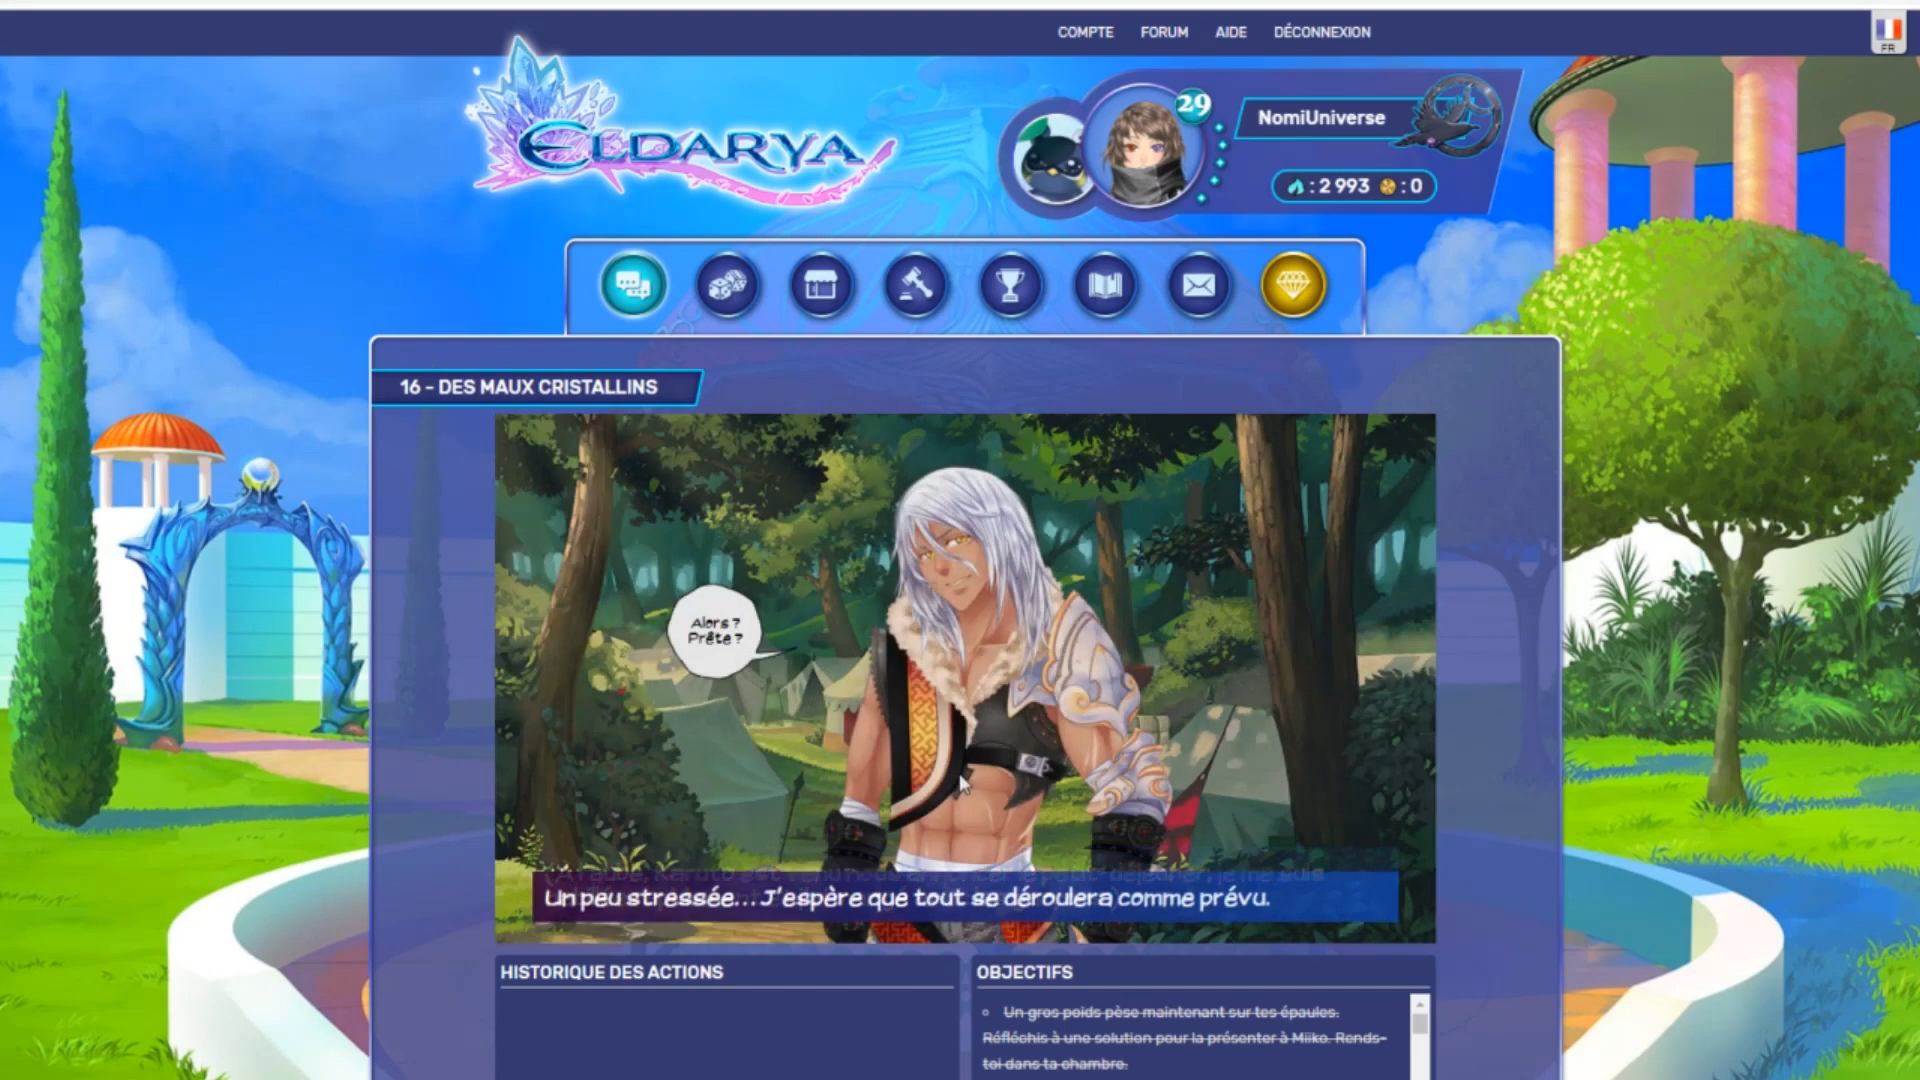 COMPTE FORUM AIDE DÉCONNEXION
FR
ELDARYA
29
NomiUniverse
: 2 993 : 0
16 - DES MAUX CRISTALLINS
Alors ?
Prête ?
Un peu stressée... J'espère que tout se déroulera comme prévu.
HISTORIQUE DES ACTIONS
OBJECTIFS
Un gros poids pèse maintenant sur tes épaules.
Réfléchis à une solution pour la présenter à Miiko. Rends-
toi dans ta chambre.